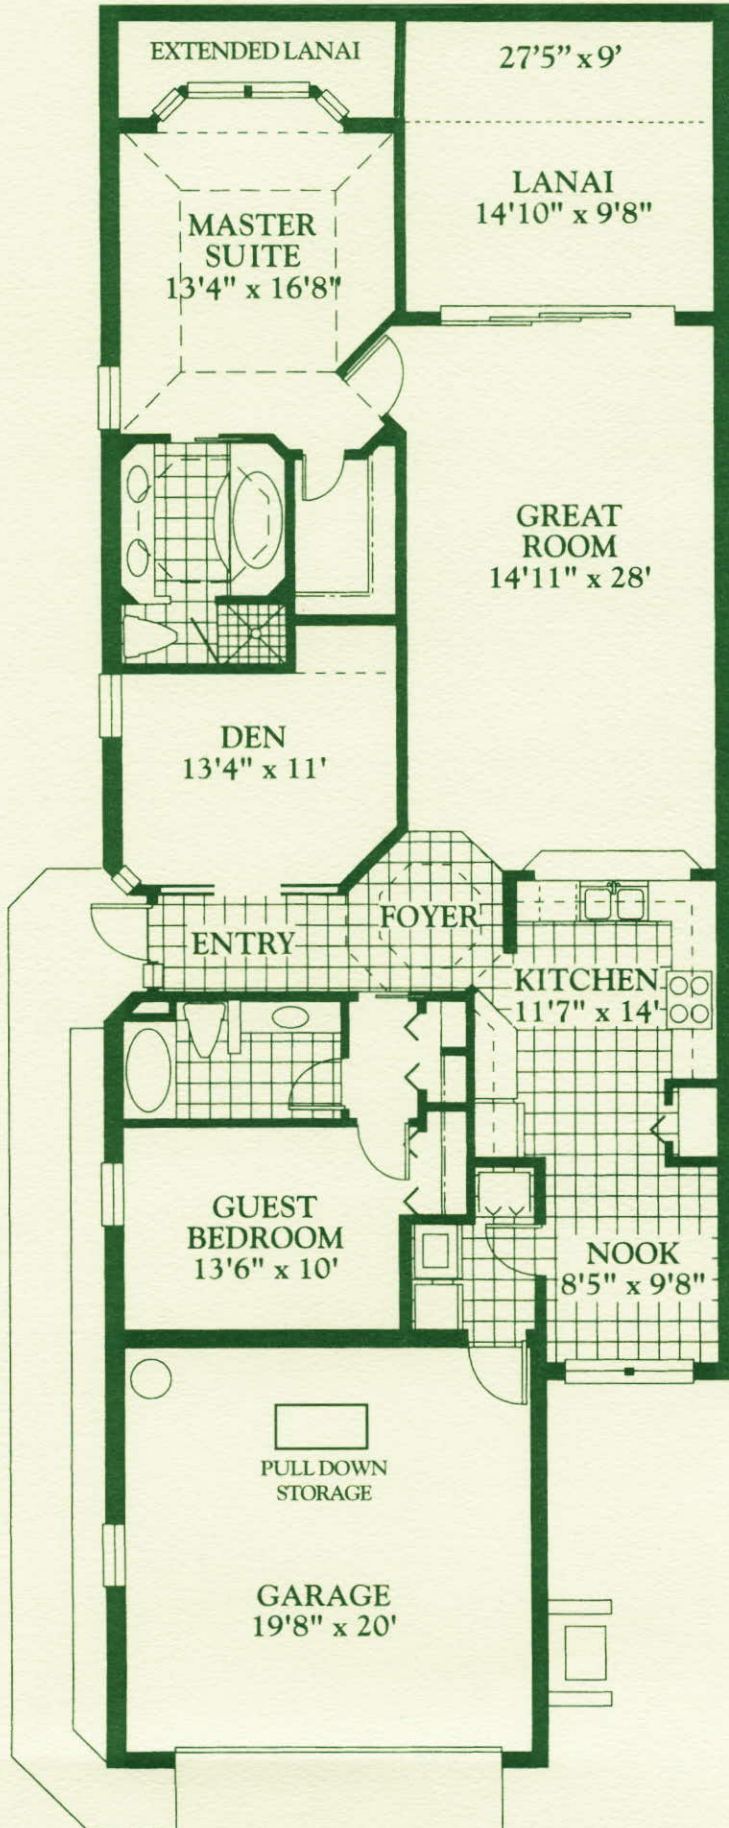 EXTENDED LANAI
27'5" x 9'
LANAI
14'10" x 9'8"
MASTER
SUITE
13'4" x 16'8"
GREAT
ROOM
14'11" x 28'
DEN
13'4" x 11'
FOYER
ENTRY
KITCHEN
11'7" x 14'
GUEST
BEDROOM
13'6" x 10'
NOOK
8'5" x 9'8"
PULL DOWN
STORAGE
GARAGE
19'8" x 20'